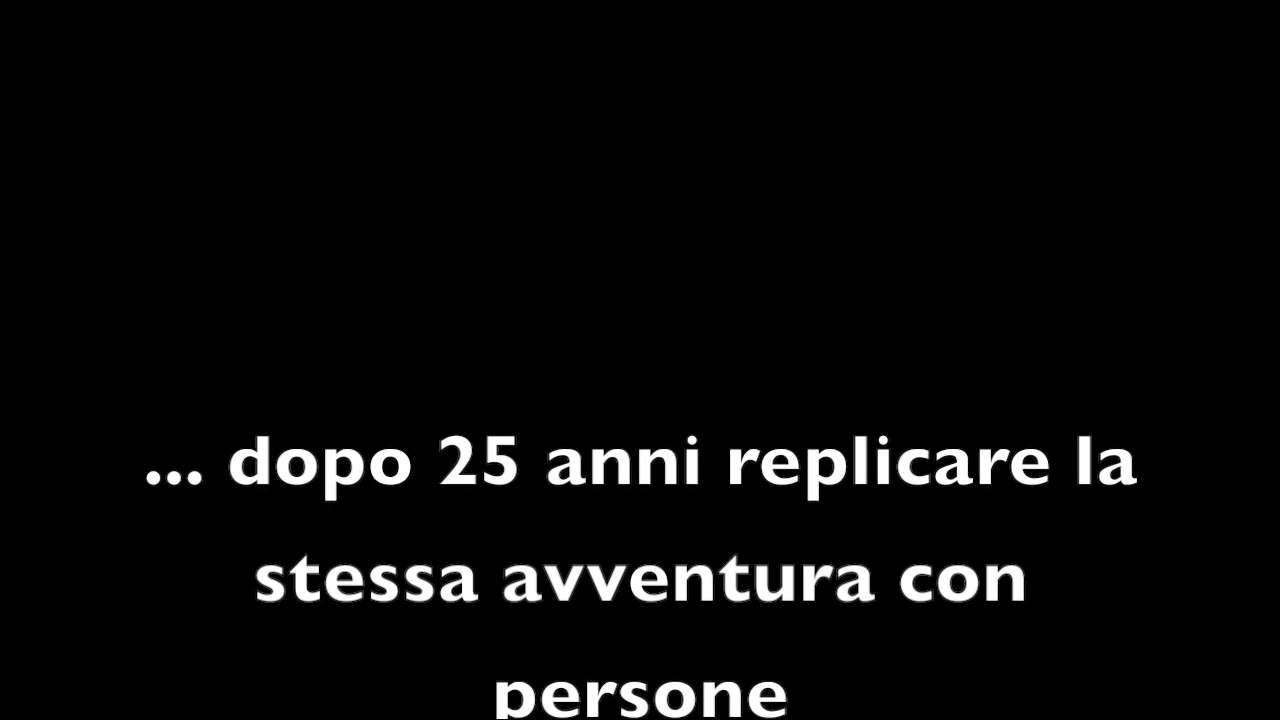 ... dopo 25 anni replicare la
stessa avventura con
persone